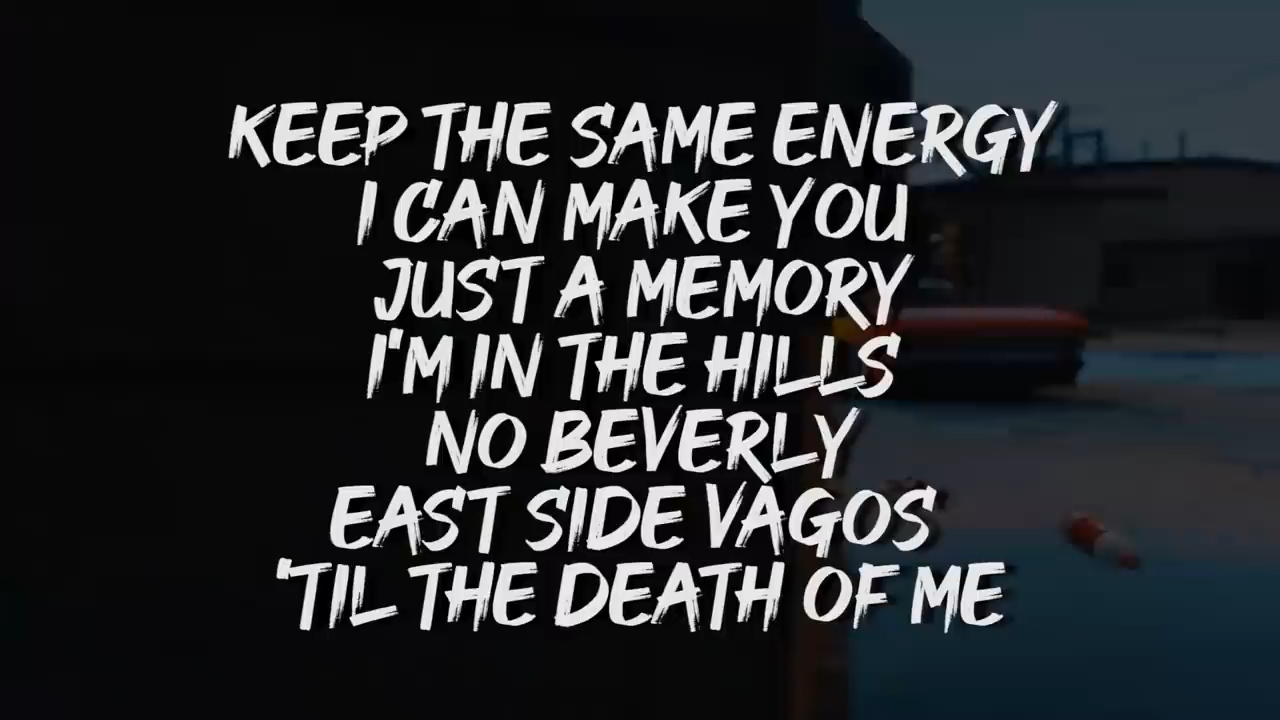 KEEP THE SAME ENERGY
I CAN MAKE YOU
JUST A MEMORY
I'M IN THE HILLS
NO BEVERLY
EAST SIDE VAGOS
'TIL THE DEATH OF ME